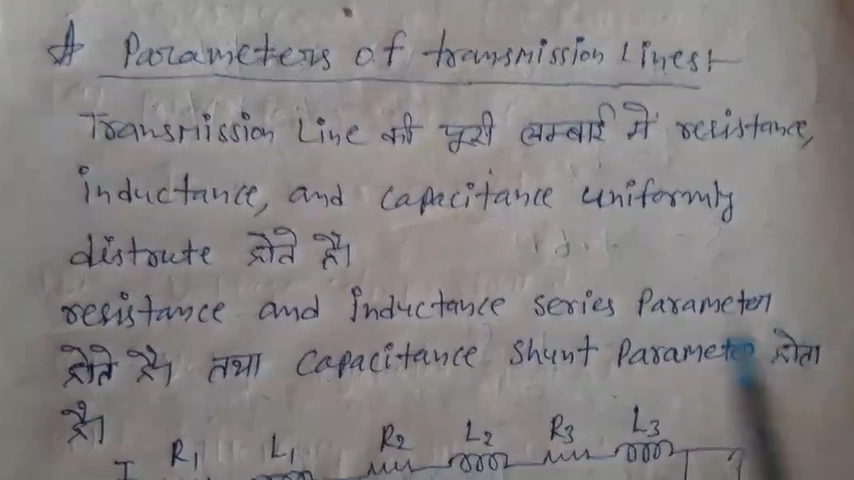 Parameters of transmission Lines:-
Transmission Line की पूरी लम्बाई में resistance,
inductance, and capacitance uniformly
distrute होते है।
resistance and inductance series Parameter
होते है। तथा Capacitance Shunt Parameter होता
है।
R1 L1 R2 L2 R3 L3